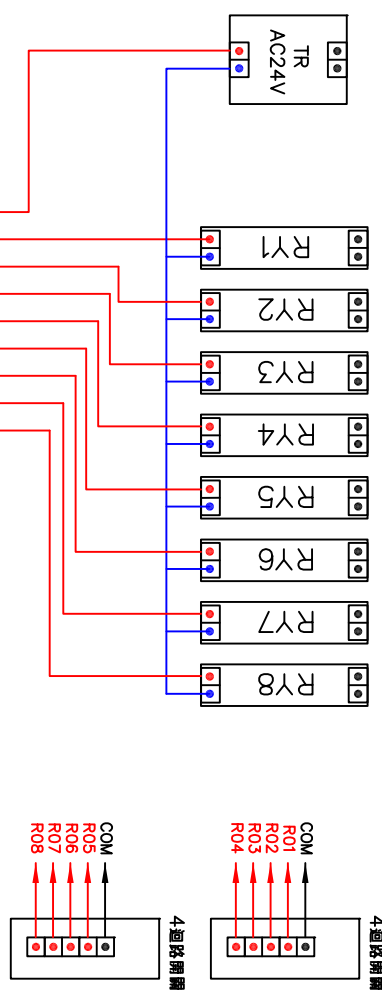 TR
AC24V
RY1
RY2
RY3
RY4
RY5
RY6
RY7
RY8
COM
R05
R06
R07
R08
4迴路開關
COM
R01
R02
R03
R04
4迴路開關